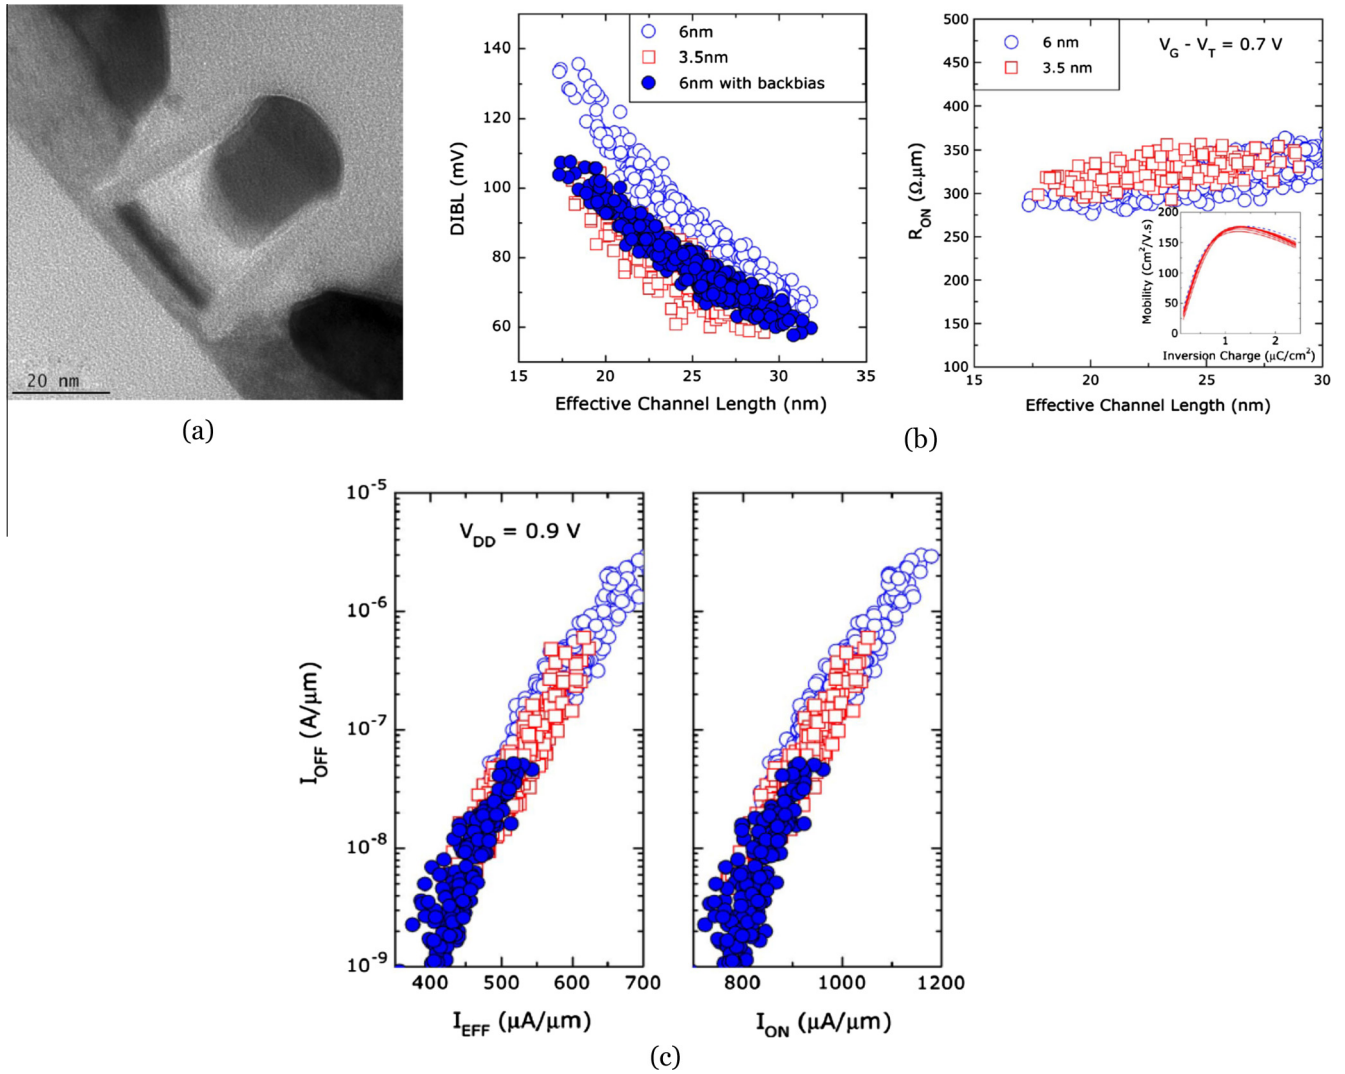 20 nm
(a)
140
120
100
80
60
DIBL (mV)
6nm
3.5nm
6nm with backbias
15 20 25 30 35
Effective Channel Length (nm)
500
450
400
350
300
250
200
150
100
R_ON (Ω.μm)
6 nm
3.5 nm
V_G - V_T = 0.7 V
200
150
100
50
0
Mobility (Cm²/V.s)
1 2
Inversion Charge (μC/cm²)
15 20 25 30
Effective Channel Length (nm)
(b)
10⁻⁵
10⁻⁶
10⁻⁷
10⁻⁸
10⁻⁹
I_OFF (A/μm)
V_DD = 0.9 V
400 500 600 700
I_EFF (μA/μm)
800 1000 1200
I_ON (μA/μm)
(c)